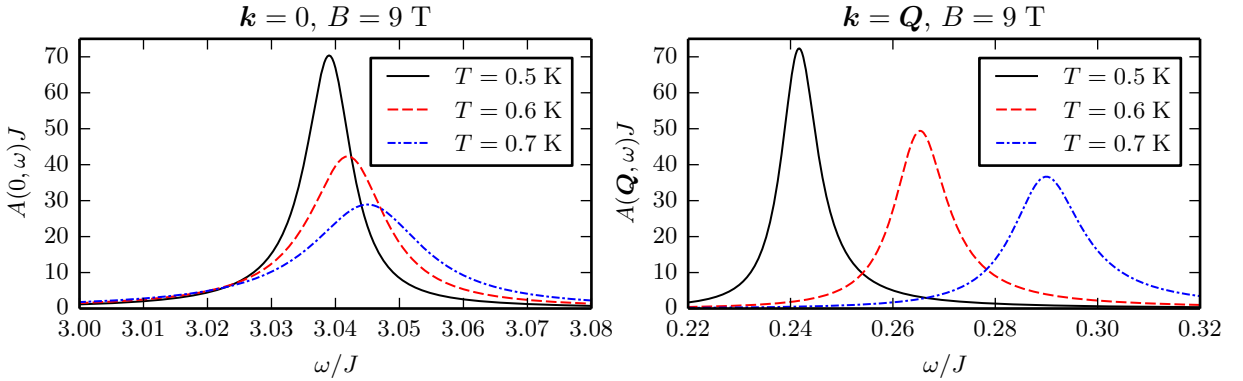 k = 0, B = 9 T
A(0, ω)J
70
60
50
40
30
20
10
0
T = 0.5 K
T = 0.6 K
T = 0.7 K
3.00 3.01 3.02 3.03 3.04 3.05 3.06 3.07 3.08
ω/J
k = Q, B = 9 T
A(Q, ω)J
70
60
50
40
30
20
10
0
T = 0.5 K
T = 0.6 K
T = 0.7 K
0.22 0.24 0.26 0.28 0.30 0.32
ω/J